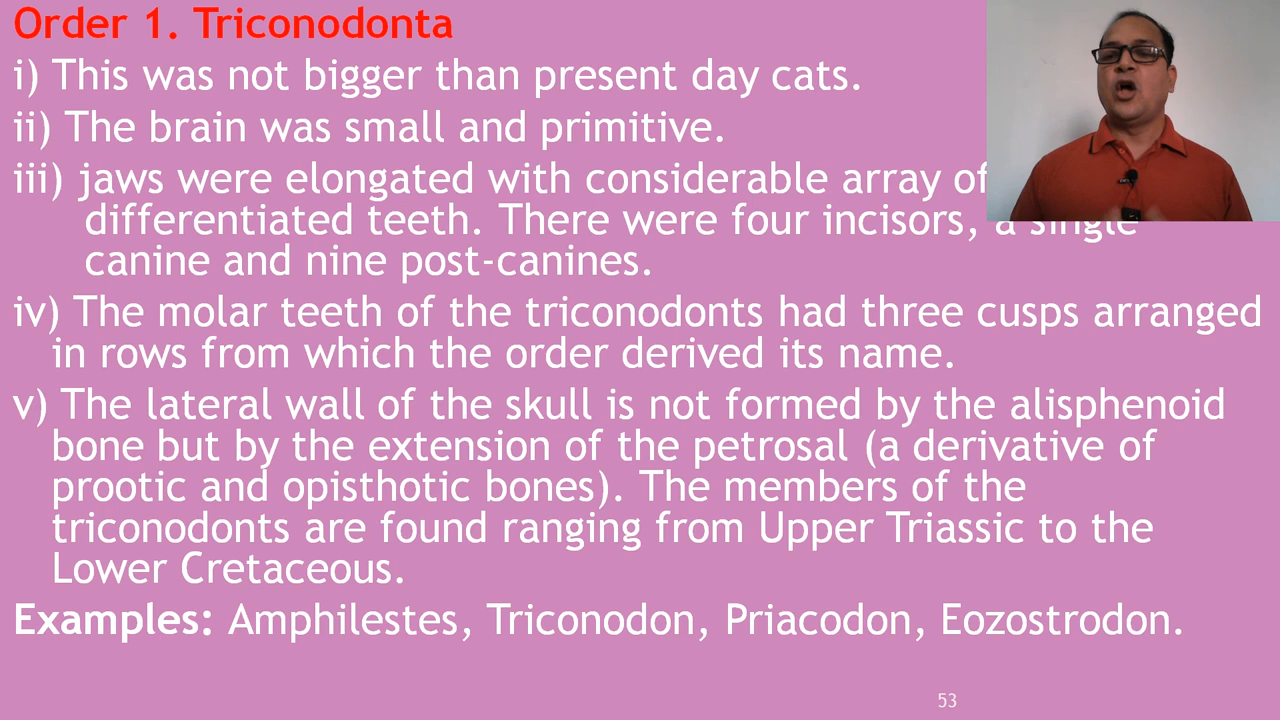 Order 1. Triconodonta
i) This was not bigger than present day cats.
ii) The brain was small and primitive.
iii) jaws were elongated with considerable array of
differentiated teeth. There were four incisors, a single
canine and nine post-canines.
iv) The molar teeth of the triconodonts had three cusps arranged
in rows from which the order derived its name.
v) The lateral wall of the skull is not formed by the alisphenoid
bone but by the extension of the petrosal (a derivative of
prootic and opisthotic bones). The members of the
triconodonts are found ranging from Upper Triassic to the
Lower Cretaceous.
Examples: Amphilestes, Triconodon, Priacodon, Eozostrodon.
53